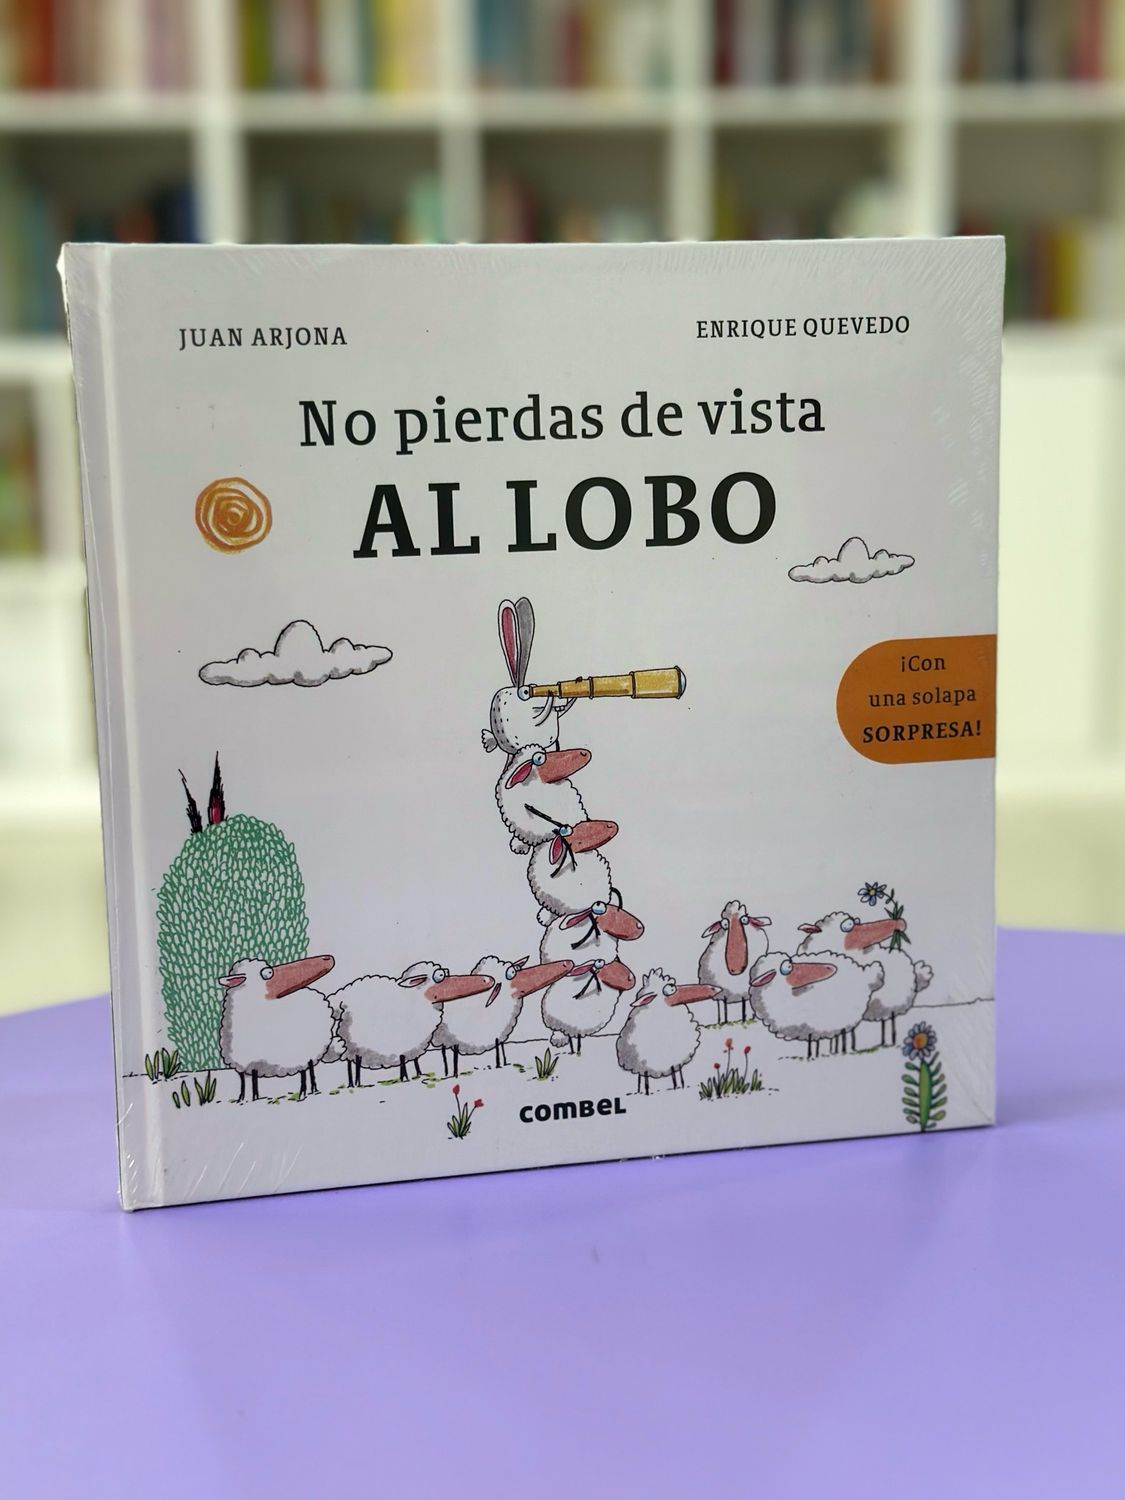 JUAN ARJONA
ENRIQUE QUEVEDO
No pierdas de vista
AL LOBO
¡Con
una solapa
SORPRESA!
comBeL